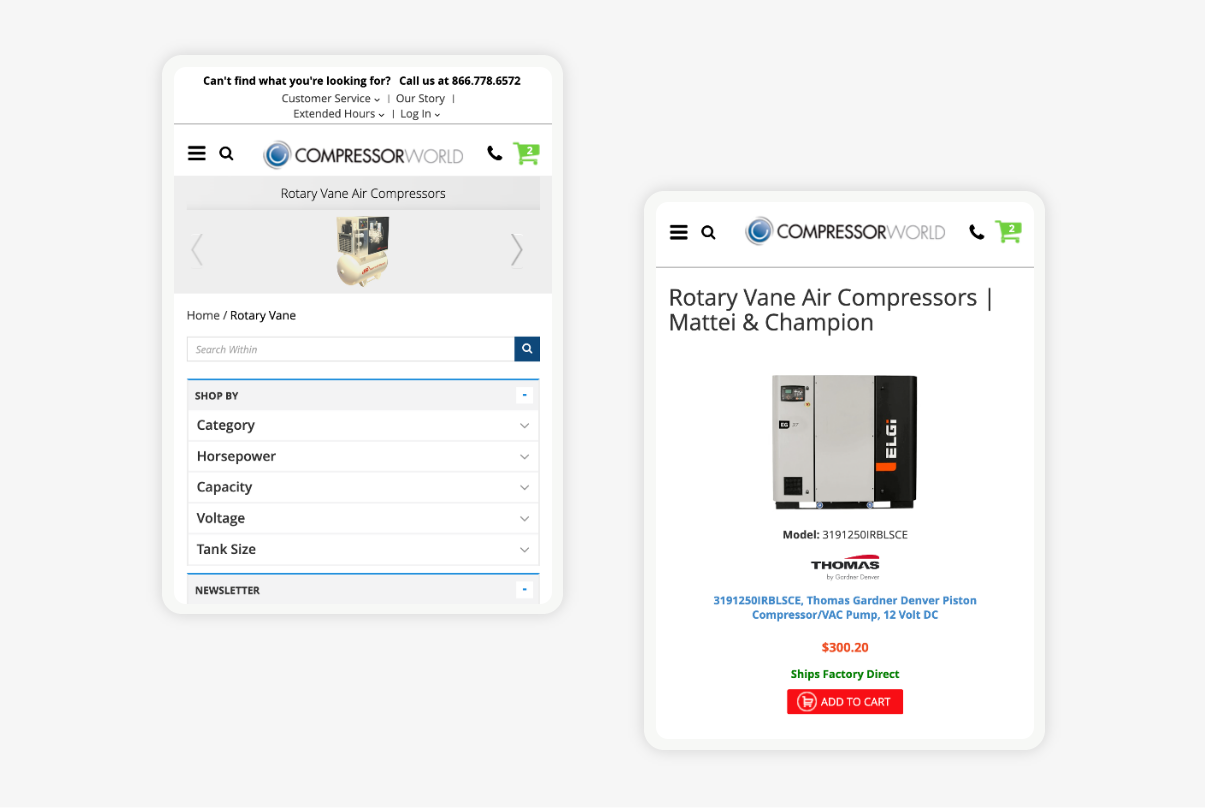 Can't find what you're looking for? Call us at 866.778.6572
Customer Service | Our Story |
Extended Hours | Log In
COMPRESSORWORLD
2
Rotary Vane Air Compressors
Home / Rotary Vane
Search Within
SHOP BY
-
Category
Horsepower
Capacity
Voltage
Tank Size
NEWSLETTER
-
COMPRESSORWORLD
2
Rotary Vane Air Compressors |
Mattei & Champion
EG
ELGi
Model: 3191250IRBLSCE
THOMAS
by Gardner Denver
3191250IRBLSCE, Thomas Gardner Denver Piston
Compressor/VAC Pump, 12 Volt DC
$300.20
Ships Factory Direct
ADD TO CART